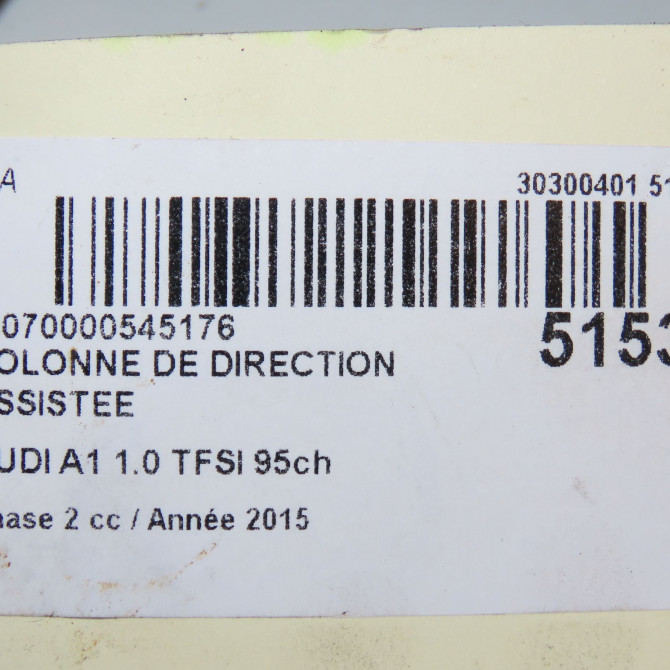 A 30300401 51
070000545176 5153
OLONNE DE DIRECTION
SSISTEE
UDI A1 1.0 TFSI 95ch
hase 2 cc / Année 2015